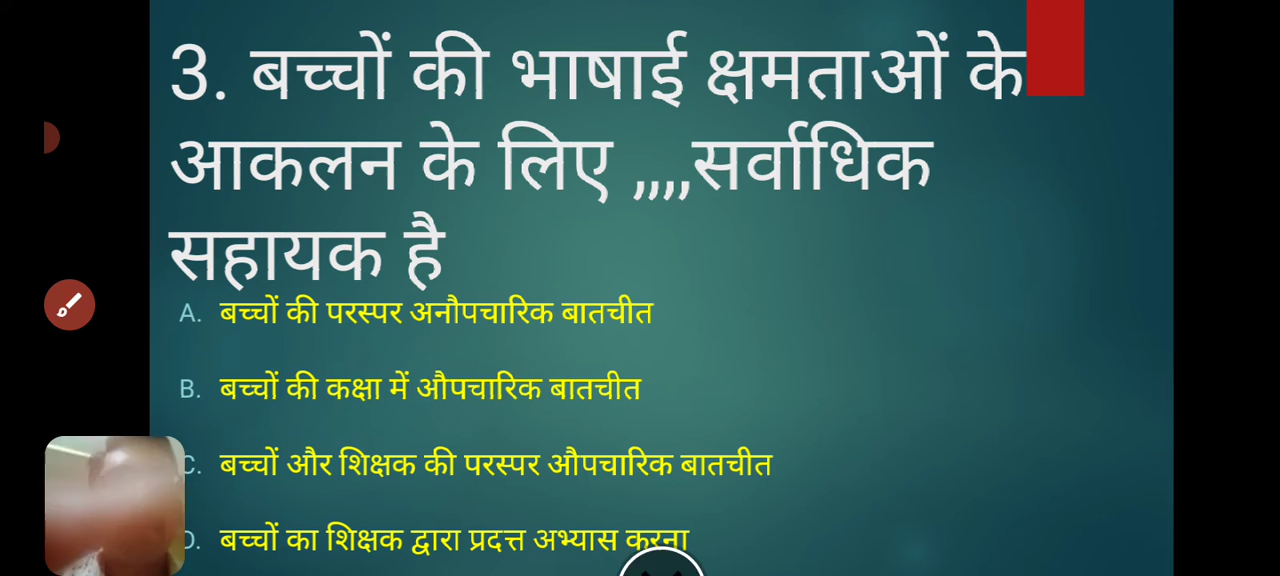 3. बच्चों की भाषाई क्षमताओं के
आकलन के लिए ,,,,सर्वाधिक
सहायक है
A. बच्चों की परस्पर अनौपचारिक बातचीत
B. बच्चों की कक्षा में औपचारिक बातचीत
C. बच्चों और शिक्षक की परस्पर औपचारिक बातचीत
D. बच्चों का शिक्षक द्वारा प्रदत्त अभ्यास करना